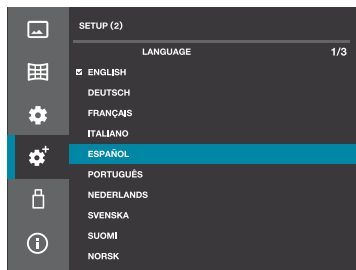 SETUP (2)
LANGUAGE 1/3
ENGLISH
DEUTSCH
FRANÇAIS
ITALIANO
ESPAÑOL
PORTUGUÊS
NEDERLANDS
SVENSKA
SUOMI
NORSK